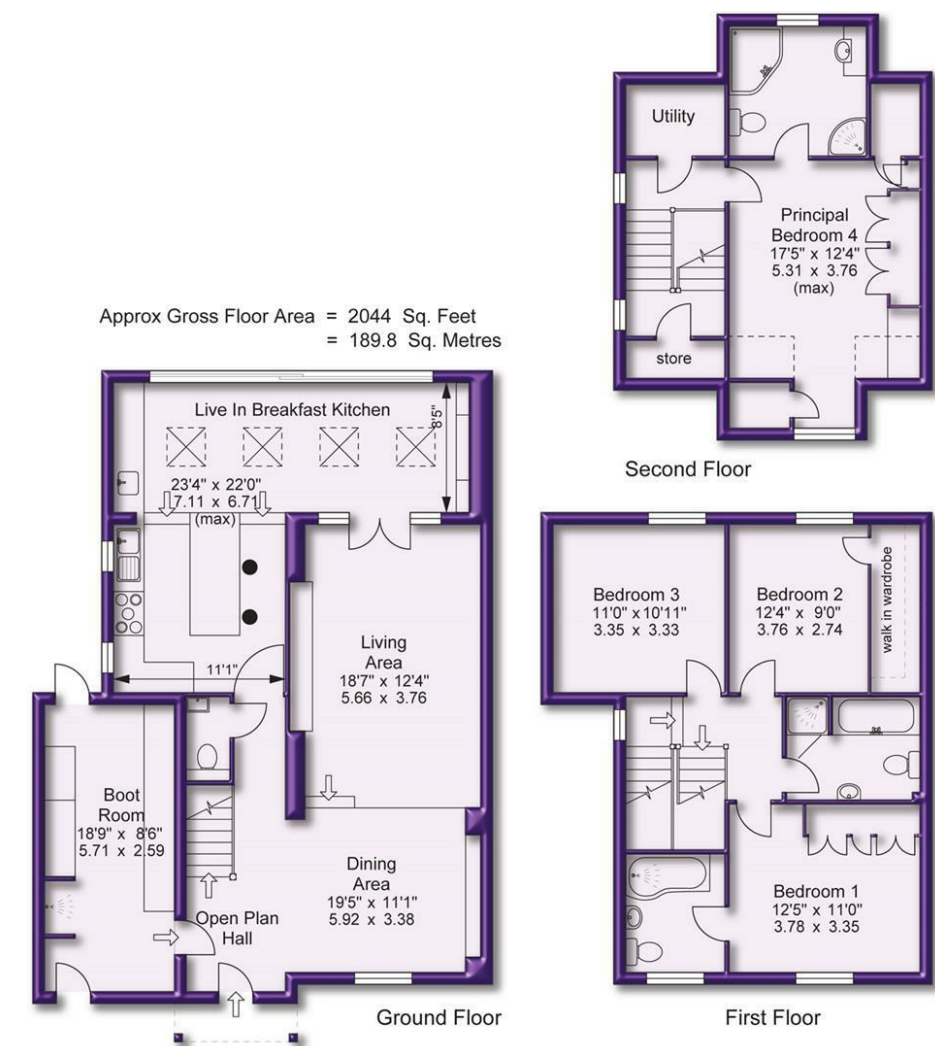 Approx Gross Floor Area = 2044 Sq. Feet
= 189.8 Sq. Metres
Live In Breakfast Kitchen
8'5"
23'4" x 22'0"
7.11 x 6.71
(max)
11'1"
Living
Area
18'7" x 12'4"
5.66 x 3.76
Boot
Room
18'9" x 8'6"
5.71 x 2.59
Dining
Area
19'5" x 11'1"
5.92 x 3.38
Open Plan
Hall
Ground Floor
Utility
Principal
Bedroom 4
17'5" x 12'4"
5.31 x 3.76
(max)
store
Second Floor
Bedroom 3
11'0" x 10'11"
3.35 x 3.33
Bedroom 2
12'4" x 9'0"
3.76 x 2.74
walk in wardrobe
Bedroom 1
12'5" x 11'0"
3.78 x 3.35
First Floor